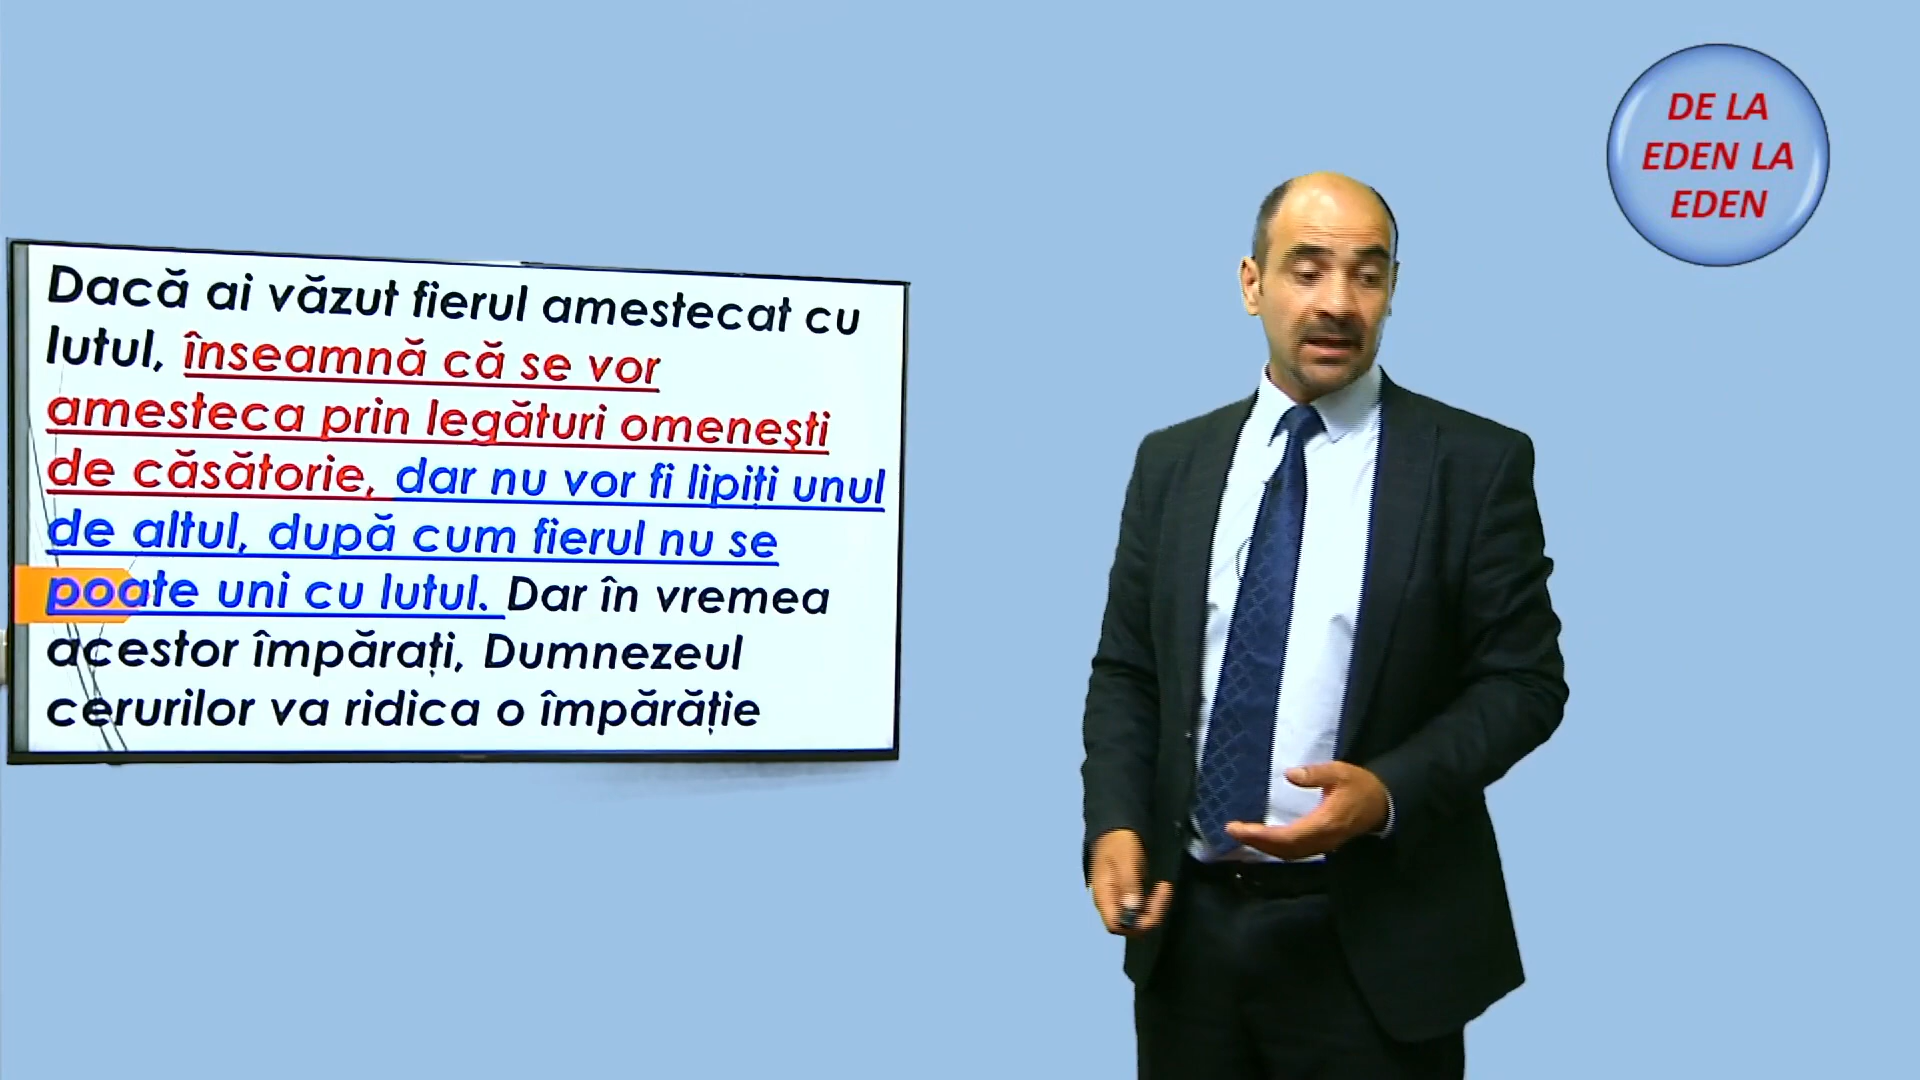 Dacă ai văzut fierul amestecat cu
lutul, înseamnă că se vor
amesteca prin legături omenești
de căsătorie, dar nu vor fi lipiți unul
de altul, după cum fierul nu se
poate uni cu lutul. Dar în vremea
acestor împărați, Dumnezeul
cerurilor va ridica o împărăție
DE LA
EDEN LA
EDEN